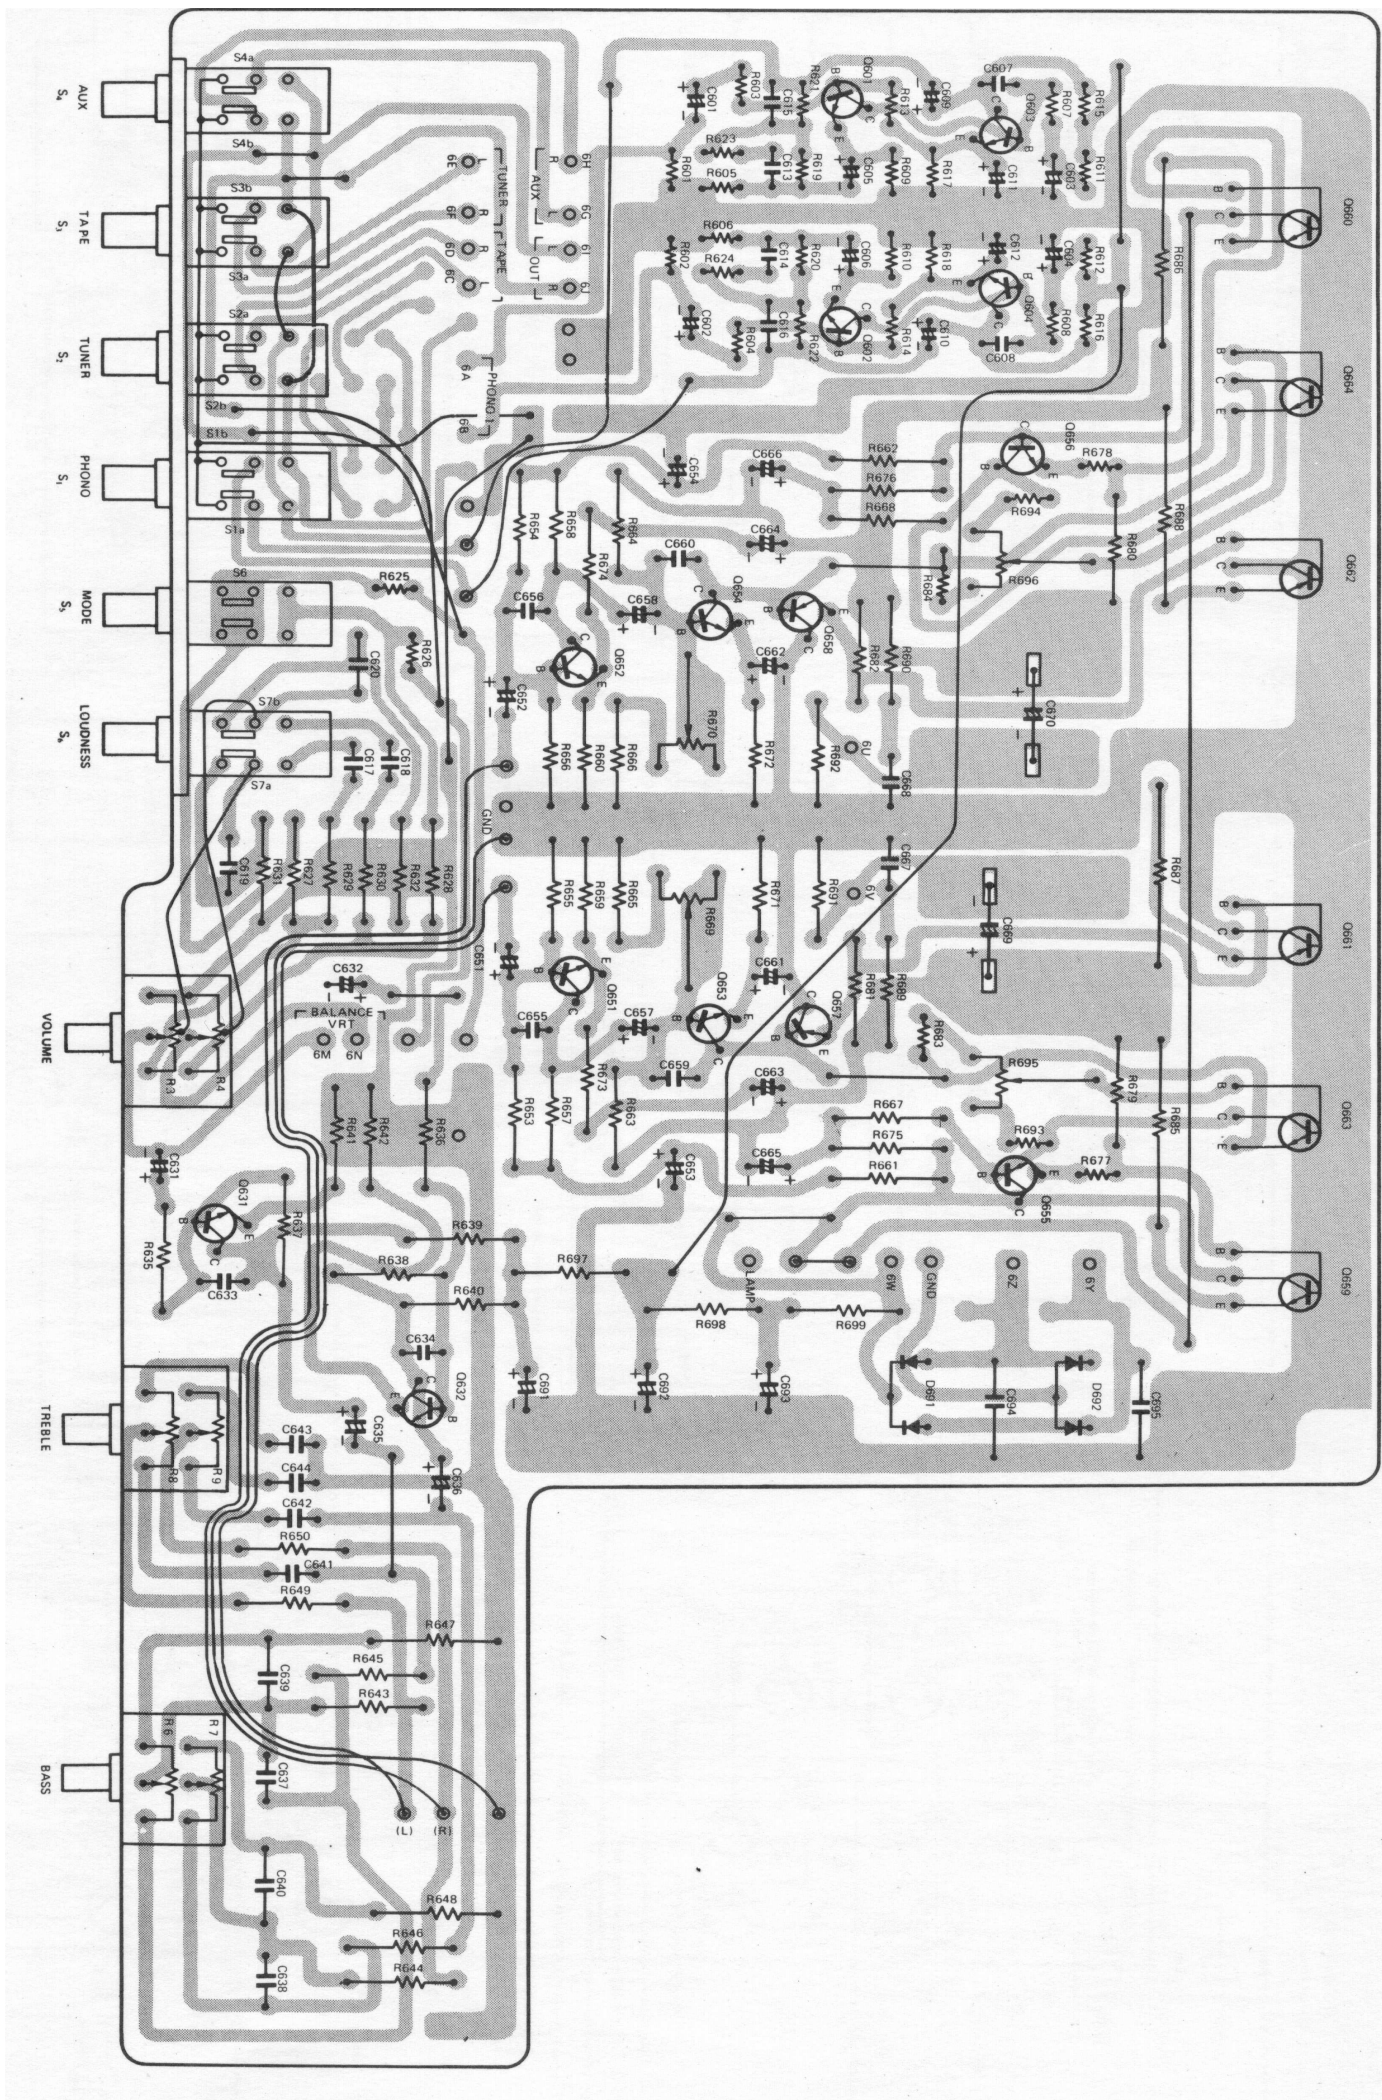 S4a
AUX
S4
S4b
S3b
TAPE
S3
S3a
S2a
TUNER
S2
S2b
S1b
PHONO
S1
S1a
S6
MODE
S5
S7b
LOUDNESS
S6
S7a
6E L
TUNER
6F R
6D R
TAPE
6C L
AUX
R 6H
L 6G
OUT
L 6I
R 6J
6A
PHONO 1
6B
R603
C601
C615
R621
Q601
B
C
E
R613
C609
C607
Q603
C
E
B
R607
R615
R623
R601
R605
C613
R619
C605
R609
R617
C611
C603
R611
R606
R602
R624
C614
R620
C606
R610
R618
C612
C604
R612
C602
R604
C616
R622
Q602
E
C
B
R614
C610
Q604
E
B
C
C608
R608
R616
R686
Q660
B
C
E
Q664
B
C
E
Q662
B
C
E
C654
C666
R662
R676
R668
Q656
C
B
E
R678
R694
R688
R680
R696
R654
R658
R674
R664
C660
C664
R684
R625
R626
C620
C656
C658
Q654
C
B
E
Q658
B
E
C
R682
R690
Q652
C
B
E
C652
C662
C670
C617
C618
R656
R660
R666
R670
R672
R692
6U
C668
GND
C619
R631
R627
R629
R630
R632
R628
R655
R659
R665
R669
R671
R691
C667
6V
C669
R687
Q661
B
C
E
C651
Q651
B
E
C
C632
BALANCE
VRT
6M
6N
C661
R681
R689
Q653
B
E
C
C655
C657
Q657
C
B
E
R683
VOLUME
R3
R4
C659
R673
C663
R695
R679
R685
Q663
B
C
E
R641
R642
R636
R653
R657
R663
R667
R675
R661
C653
C665
R693
R677
Q655
B
E
C
C631
Q631
B
E
C
R635
R637
C633
R639
R638
R640
R697
LAMP
6W
GND
6Z
6Y
Q659
B
C
E
R698
R699
C634
Q632
C
E
B
C691
C692
C693
D691
C694
D692
C695
TREBLE
R8
R9
C635
C636
C643
C644
C642
R650
C641
R649
R647
R645
R643
C639
BASS
R6
R7
C637
(L)
(R)
C640
R648
R646
R644
C638